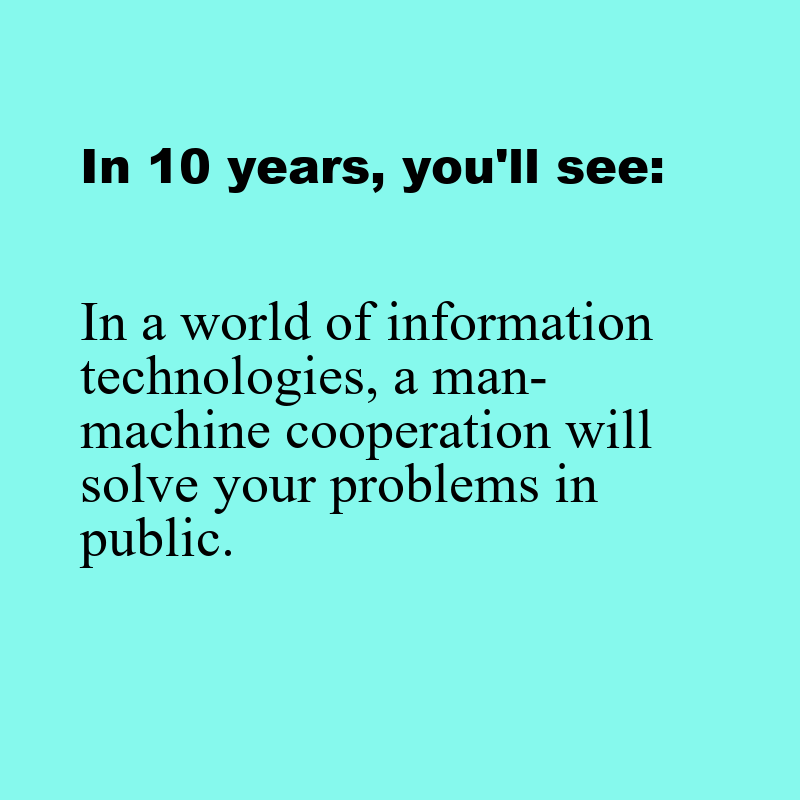 In 10 years, you'll see:
In a world of information
technologies, a man-
machine cooperation will
solve your problems in
public.